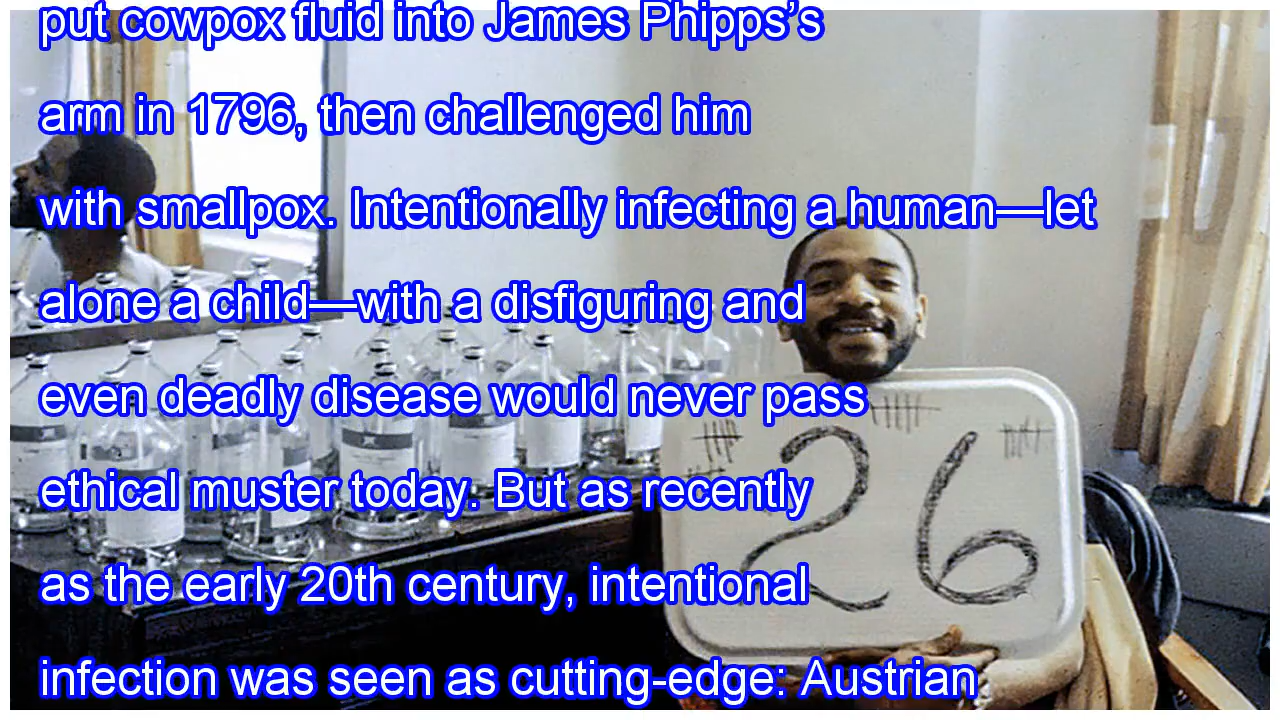 put cowpox fluid into James Phipps’s
arm in 1796, then challenged him
with smallpox. Intentionally infecting a human—let
alone a child—with a disfiguring and
even deadly disease would never pass
ethical muster today. But as recently
as the early 20th century, intentional
infection was seen as cutting-edge: Austrian
26